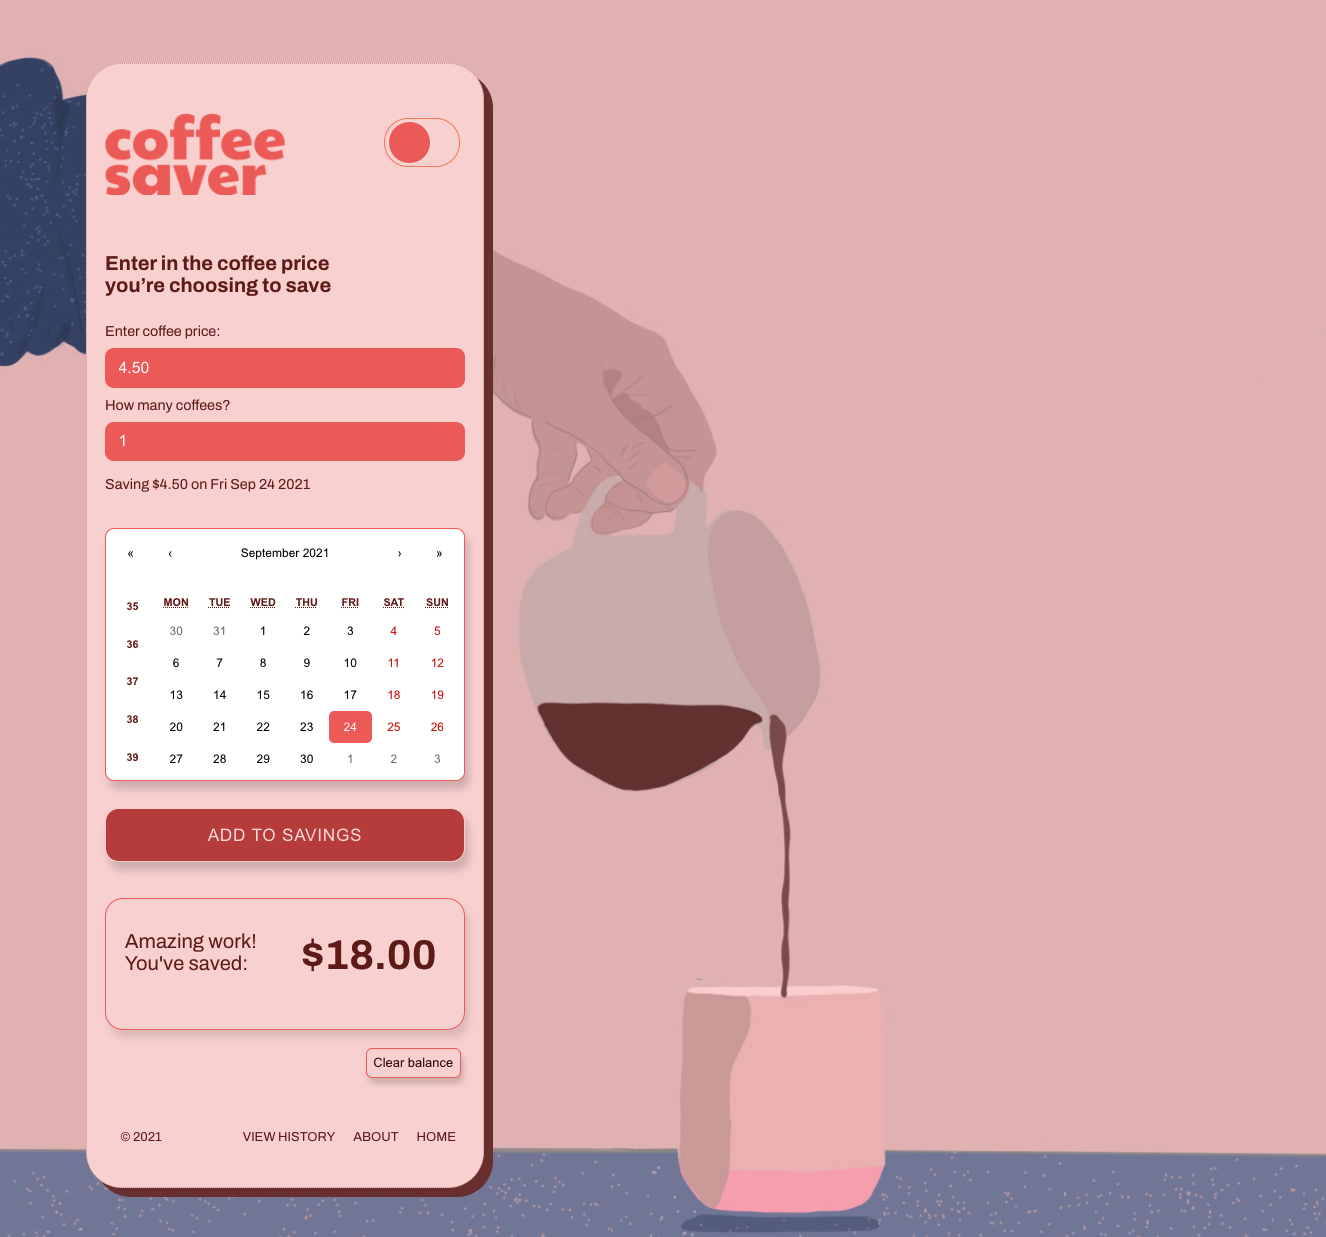 coffee
saver
Enter in the coffee price
you’re choosing to save
Enter coffee price:
4.50
How many coffees?
1
Saving $4.50 on Fri Sep 24 2021
« ‹ September 2021 › »
MON TUE WED THU FRI SAT SUN
35 30 31 1 2 3 4 5
36 6 7 8 9 10 11 12
37 13 14 15 16 17 18 19
38 20 21 22 23 24 25 26
39 27 28 29 30 1 2 3
ADD TO SAVINGS
Amazing work!
You've saved:
$18.00
Clear balance
© 2021 VIEW HISTORY ABOUT HOME